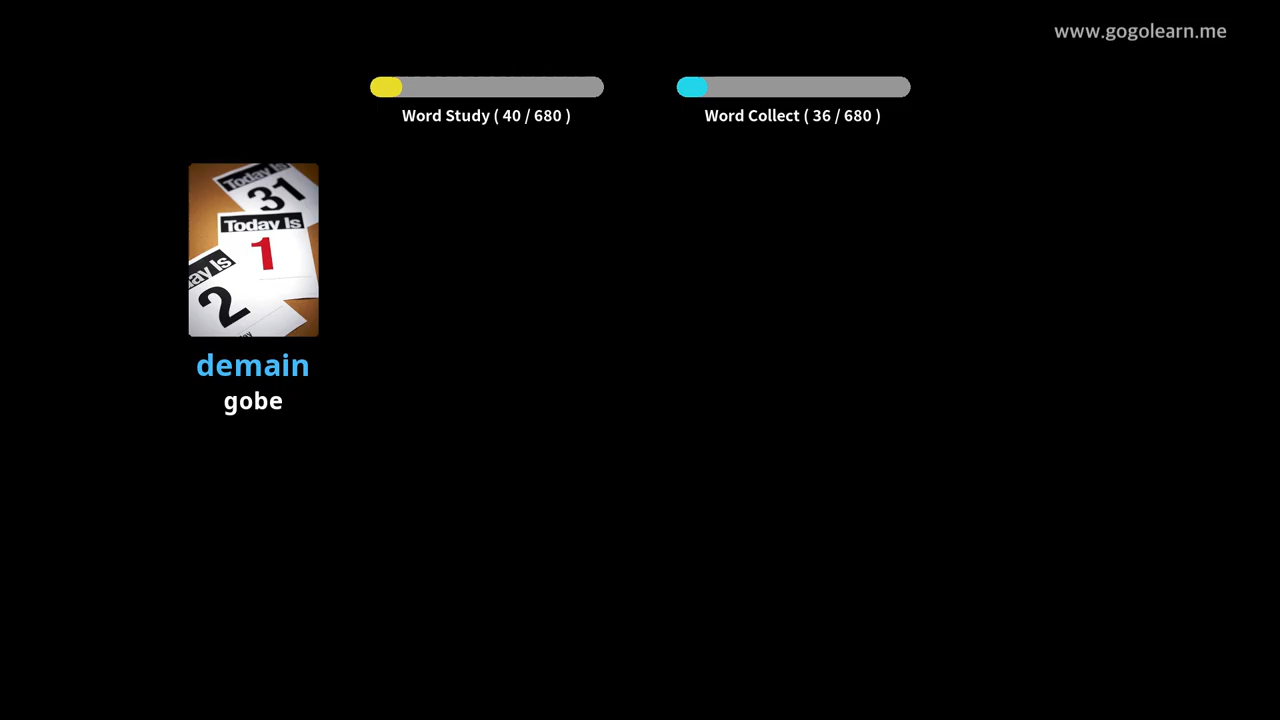 www.gogolearn.me
Word Study ( 40 / 680 )
Word Collect ( 36 / 680 )
Today Is
31
Today Is
1
ay Is
2
demain
gobe